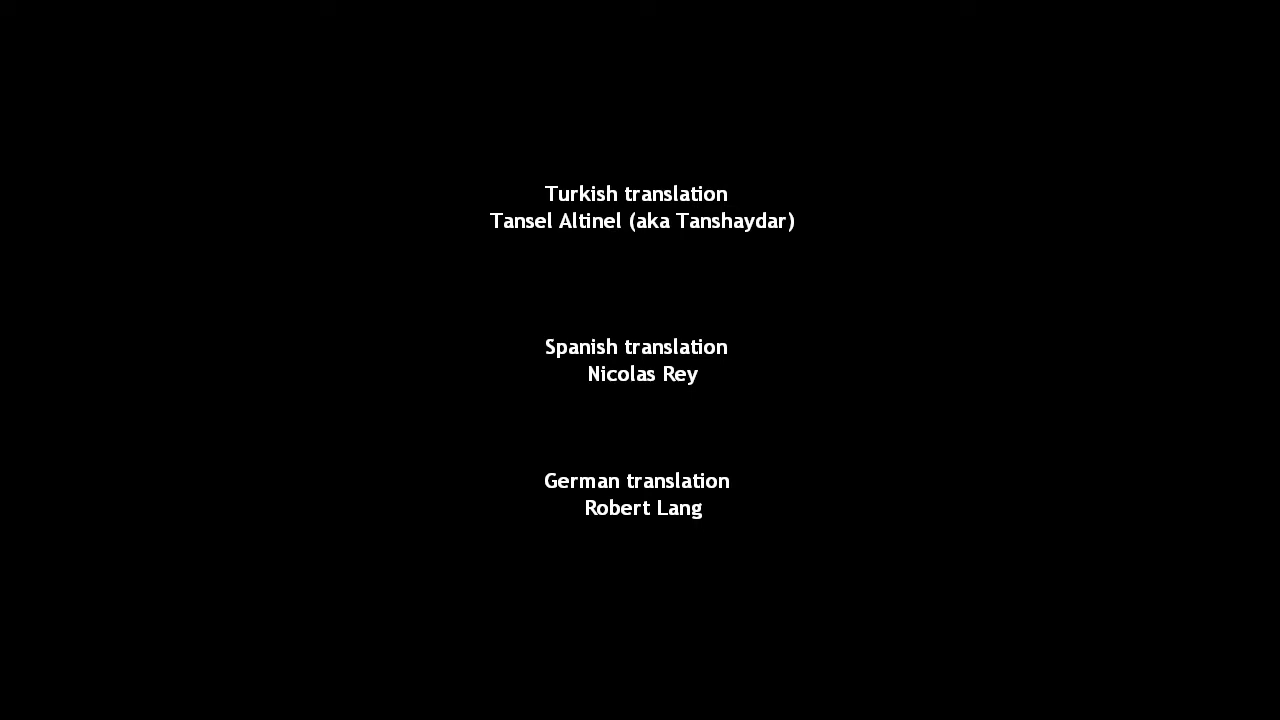 Turkish translation
Tansel Altinel (aka Tanshaydar)
Spanish translation
Nicolas Rey
German translation
Robert Lang